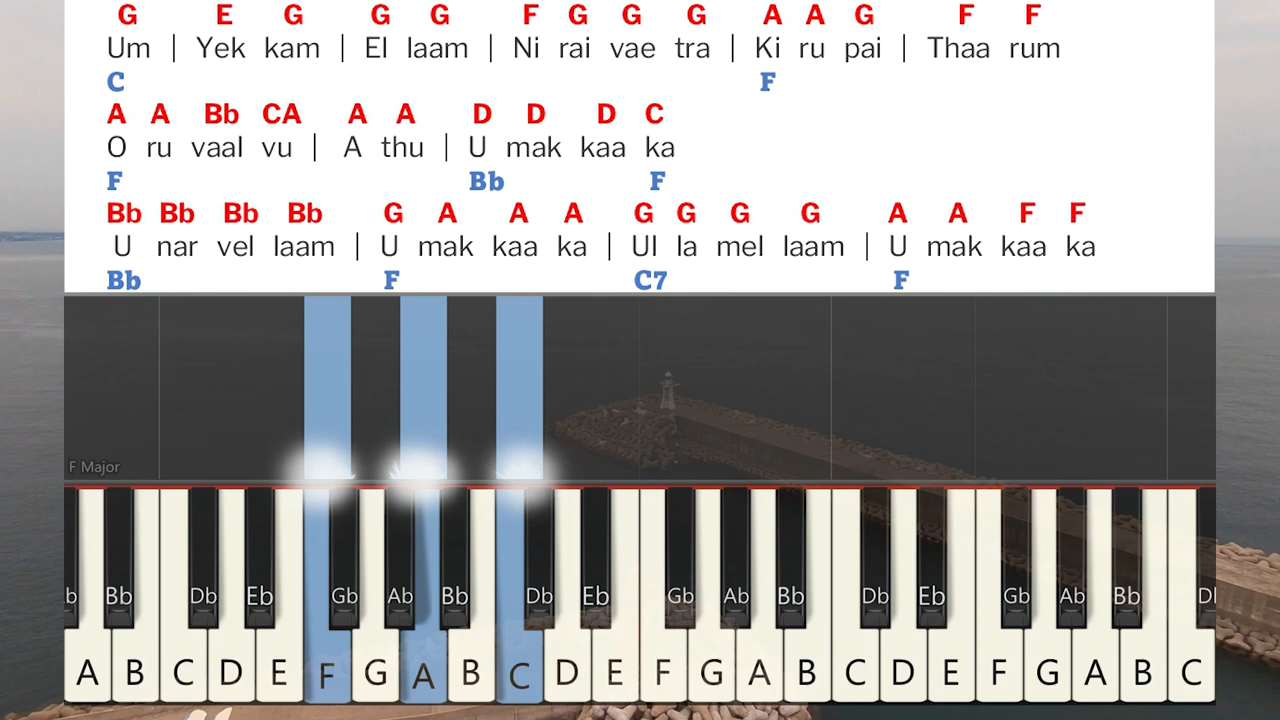 G E G G G F G G G A A G F F
Um | Yek kam | El laam | Ni rai vae tra | Ki ru pai | Thaa rum
C F
A A Bb CA A A D D D C
O ru vaal vu | A thu | U mak kaa ka
F Bb F
Bb Bb Bb Bb G A A A G G G G A A F F
U nar vel laam | U mak kaa ka | Ul la mel laam | U mak kaa ka
Bb F C7 F
F Major
b Bb Db Eb Gb Ab Bb Db Eb Gb Ab Bb Db Eb Gb Ab Bb D
A B C D E F G A B C D E F G A B C D E F G A B C